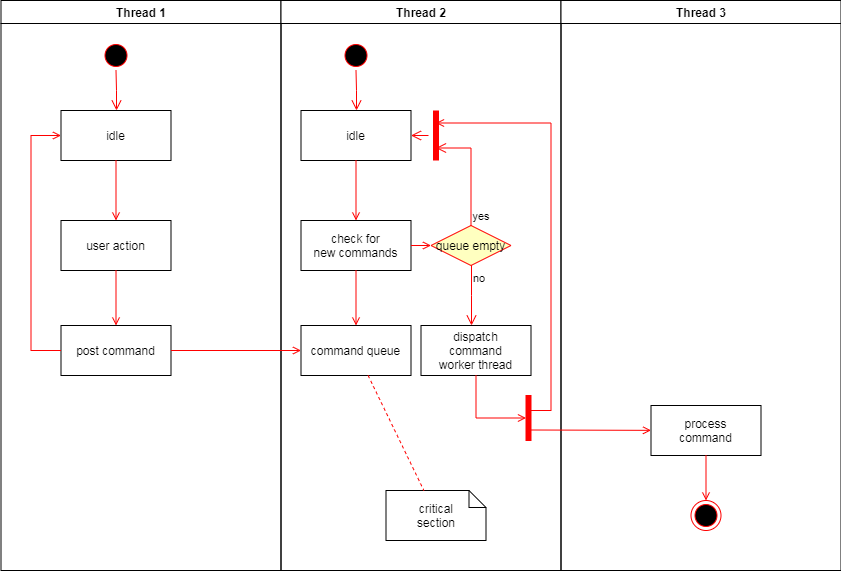 Thread 1
Thread 2
Thread 3
idle
idle
user action
check for
new commands
yes
queue empty
no
post command
command queue
dispatch
command
worker thread
process
command
critical
section